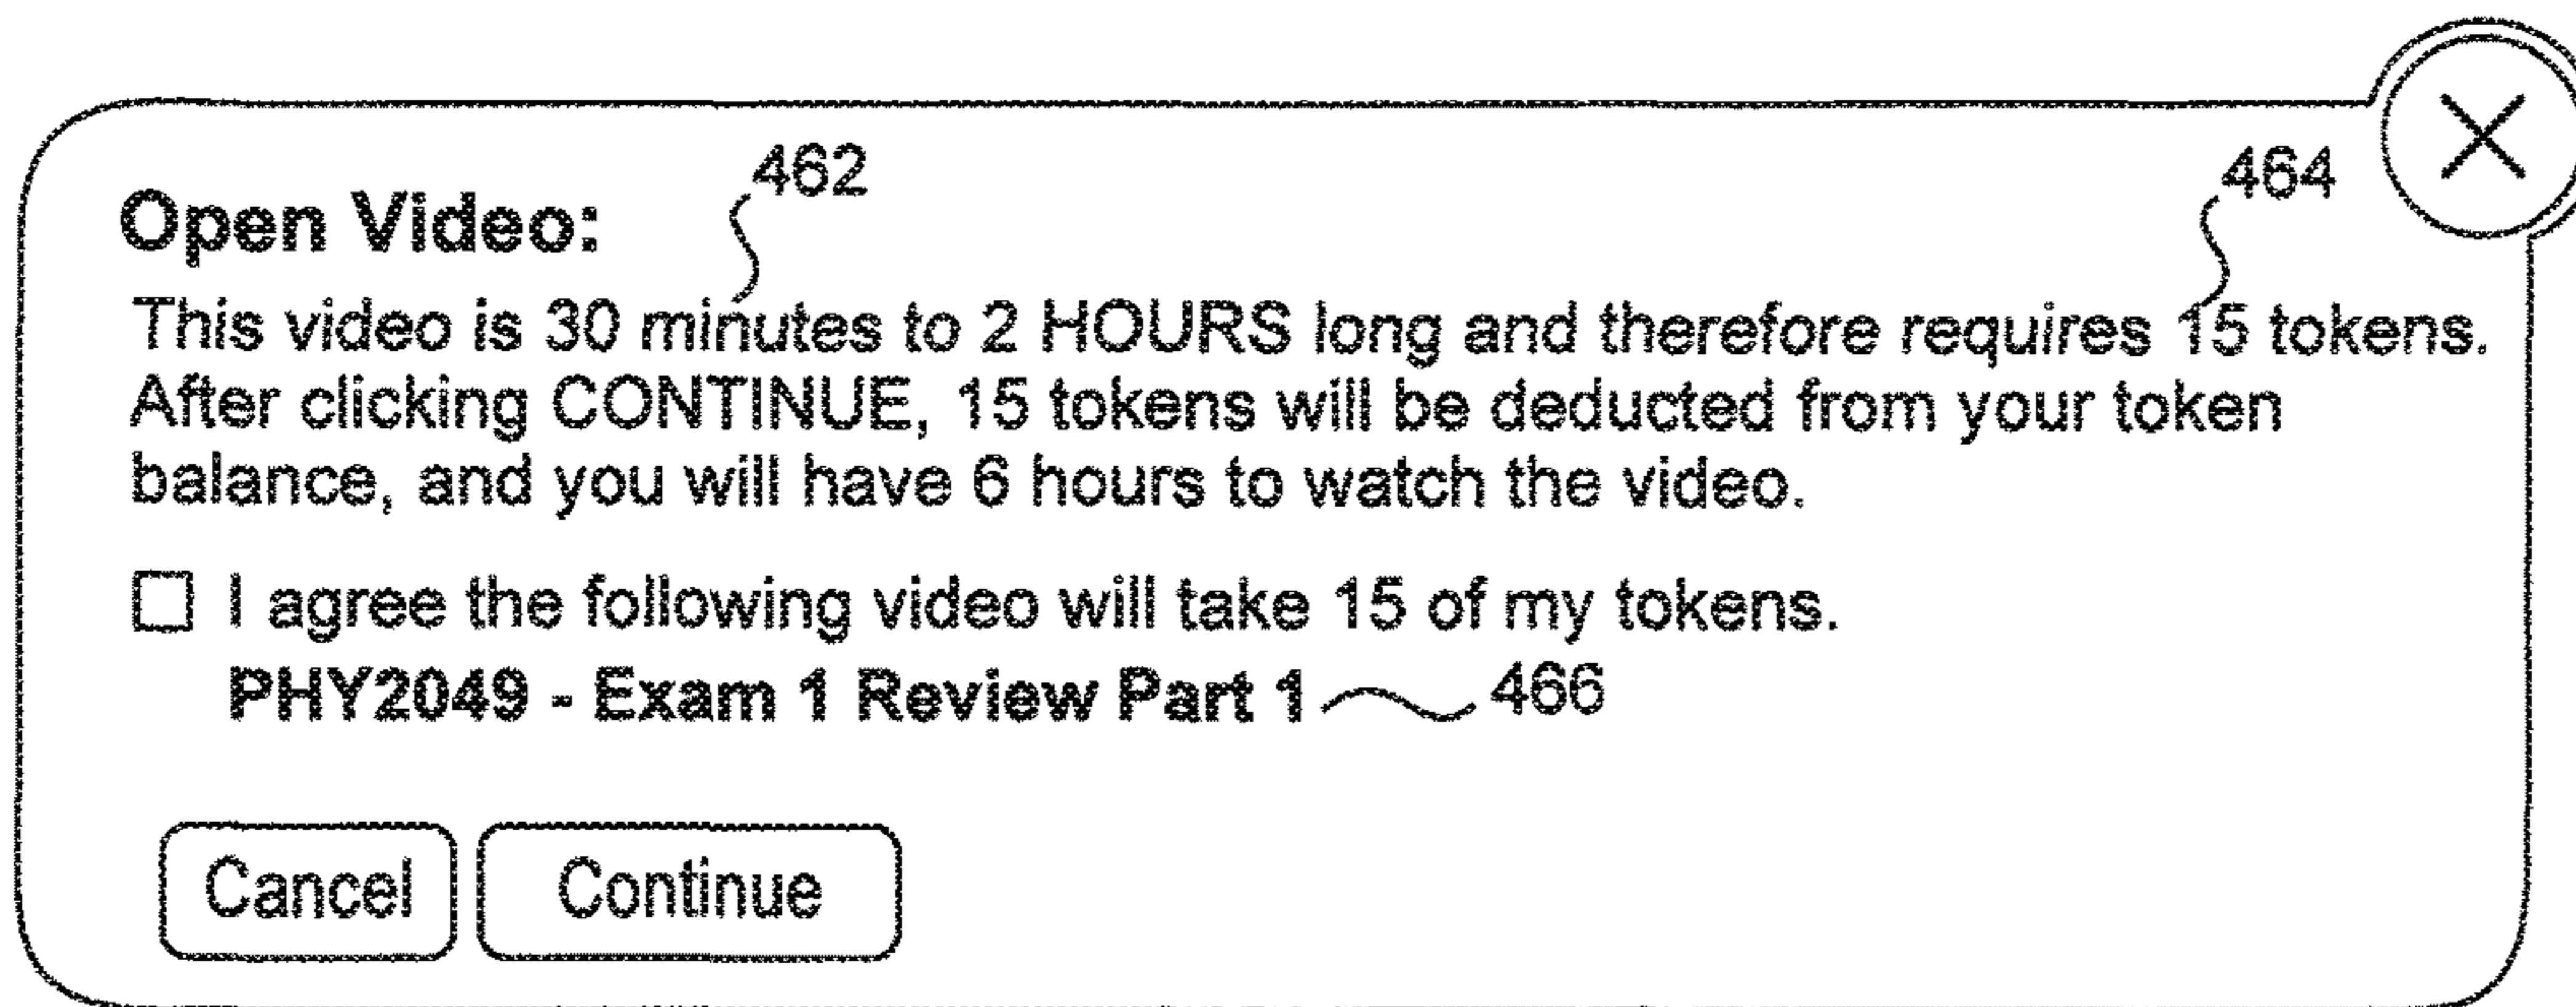 462
464
Open Video:
This video is 30 minutes to 2 HOURS long and therefore requires 15 tokens.
After clicking CONTINUE, 15 tokens will be deducted from your token
balance, and you will have 6 hours to watch the video.
I agree the following video will take 15 of my tokens.
PHY2049 - Exam 1 Review Part 1 466
Cancel Continue